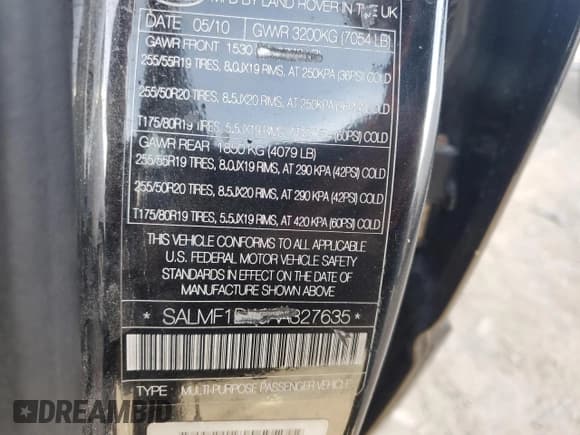 MFD BY LAND ROVER IN THE UK
DATE 05/10 GVWR 3200KG (7054 LB)
GAWR FRONT 1530
255/55R19 TIRES, 8.0JX19 RIMS, AT 250KPA (36PSI) COLD
255/50R20 TIRES, 8.5JX20 RIMS, AT 250KPA COLD
T175/80R19 TIRES, 5.5JX19 RIMS, (60PSI) COLD
GAWR REAR 1850 KG (4079 LB)
255/55R19 TIRES, 8.0JX19 RIMS, AT 290 KPA (42PSI) COLD
255/50R20 TIRES, 8.5JX20 RIMS, AT 290 KPA (42PSI) COLD
T175/80R19 TIRES, 5.5JX19 RIMS, AT 420 KPA (60PSI) COLD
THIS VEHICLE CONFORMS TO ALL APPLICABLE
U.S. FEDERAL MOTOR VEHICLE SAFETY
STANDARDS IN EFFECT ON THE DATE OF
MANUFACTURE SHOWN ABOVE
TYPE: MULTI-PURPOSE PASSENGER VEHICLE
DREAMBID